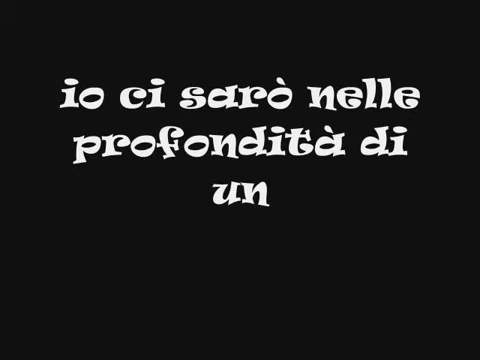 io ci sarò nelle
profondità di
un